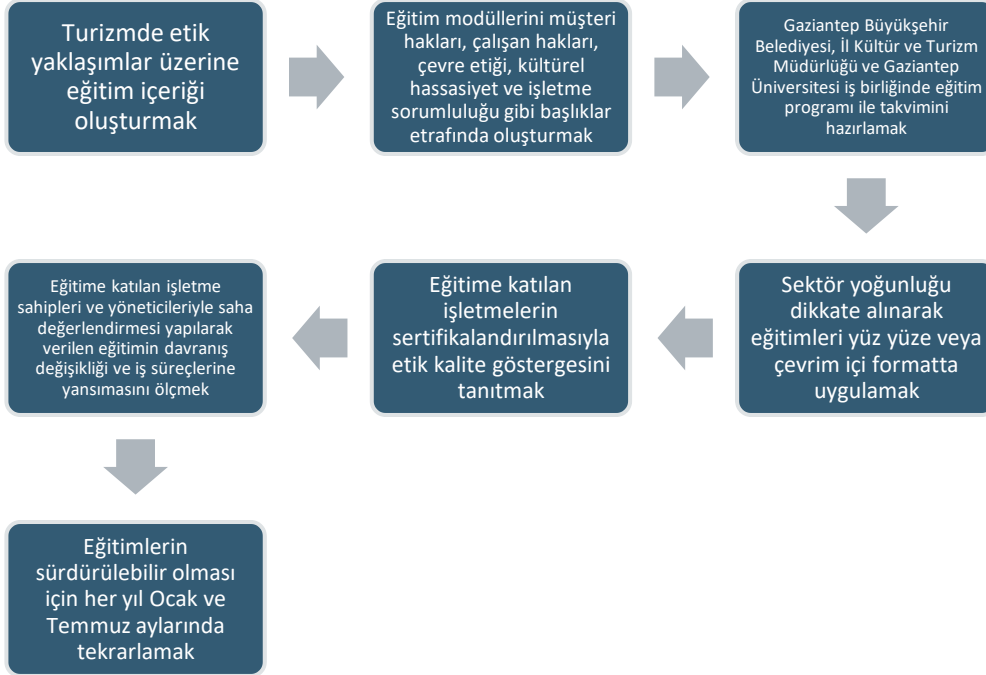 Turizmde etik
yaklaşımlar üzerine
eğitim içeriği
oluşturmak
Eğitim modüllerini müşteri
hakları, çalışan hakları,
çevre etiği, kültürel
hassasiyet ve işletme
sorumluluğu gibi başlıklar
etrafında oluşturmak
Gaziantep Büyükşehir
Belediyesi, İl Kültür ve Turizm
Müdürlüğü ve Gaziantep
Üniversitesi iş birliğinde eğitim
programı ile takvimini
hazırlamak
Sektör yoğunluğu
dikkate alınarak
eğitimleri yüz yüze veya
çevrim içi formatta
uygulamak
Eğitime katılan
işletmelerin
sertifikalandırılmasıyla
etik kalite göstergesini
tanıtmak
Eğitime katılan işletme
sahipleri ve yöneticileriyle saha
değerlendirmesi yapılarak
verilen eğitimin davranış
değişikliği ve iş süreçlerine
yansımasını ölçmek
Eğitimlerin
sürdürülebilir olması
için her yıl Ocak ve
Temmuz aylarında
tekrarlamak